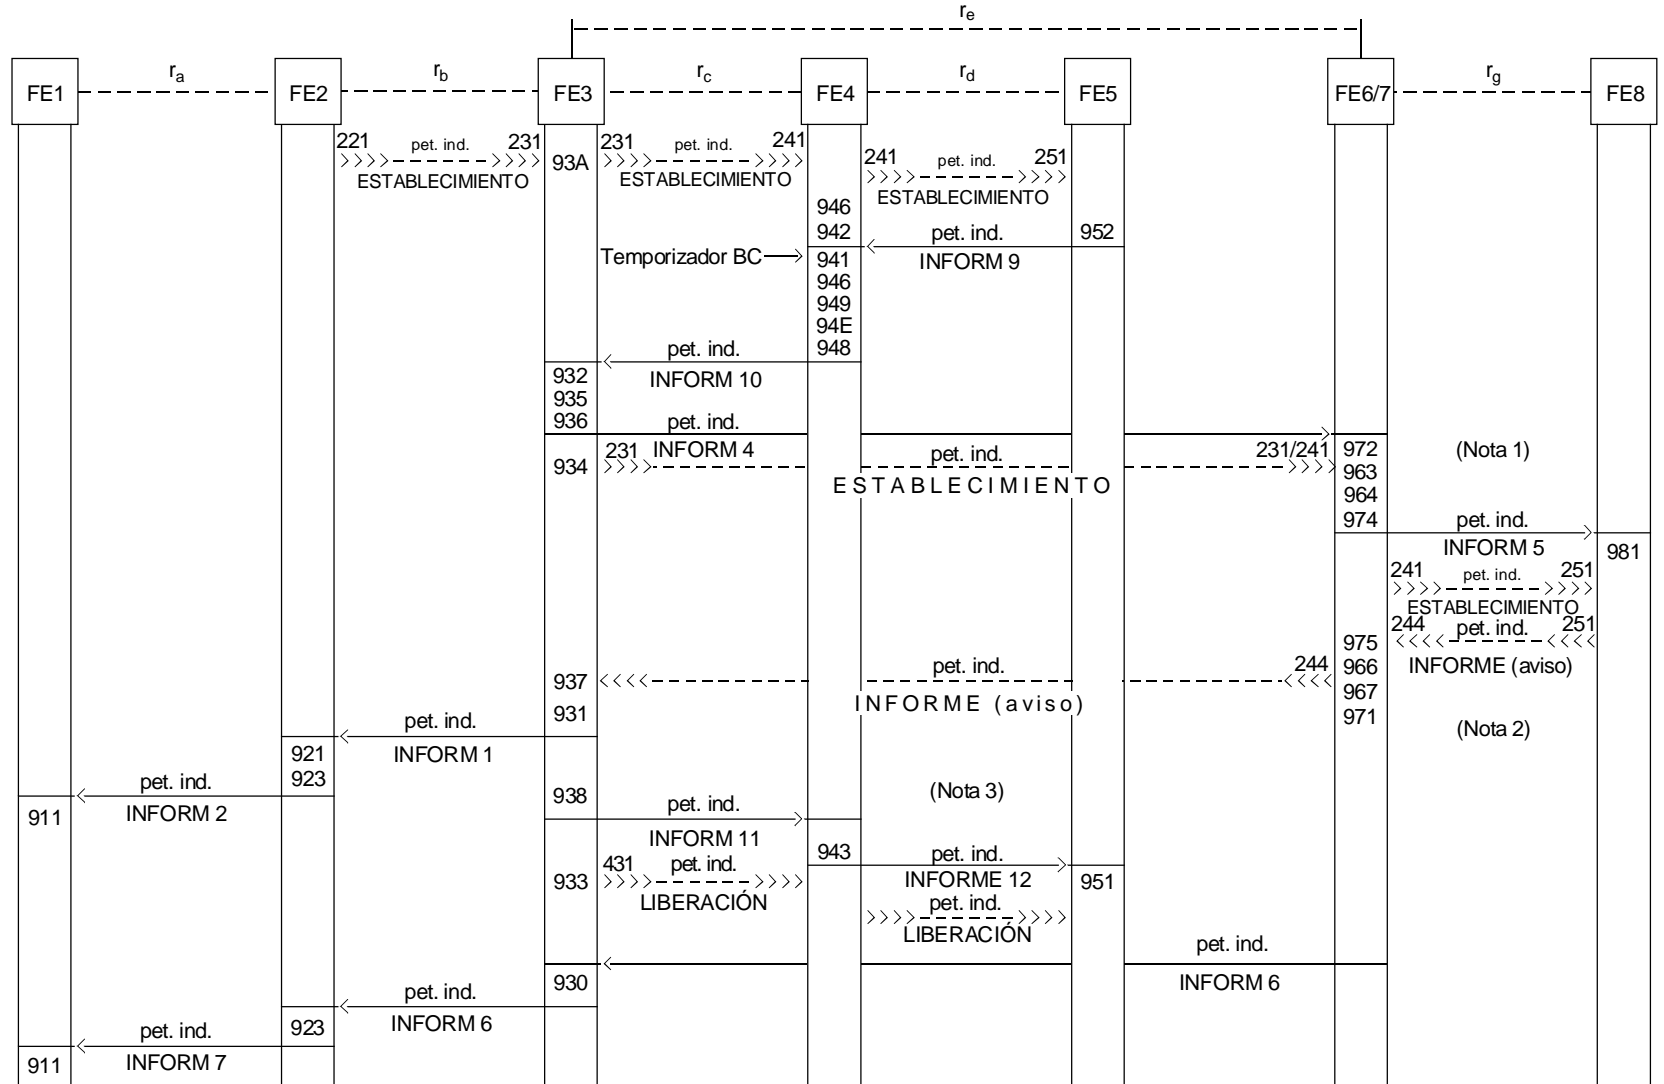 re
ra
rb
rc
rd
rg
FE1
FE2
FE3
FE4
FE5
FE6/7
FE8
221 pet. ind. 231
ESTABLECIMIENTO
93A
231 pet. ind. 241
ESTABLECIMIENTO
241 pet. ind. 251
ESTABLECIMIENTO
946
942
pet. ind.
952
INFORM 9
Temporizador BC
941
946
949
94E
948
pet. ind.
INFORM 10
932
935
936
pet. ind.
INFORM 4
934
231
pet. ind.
231/241
ESTABLECIMIENTO
972
963
964
974
(Nota 1)
pet. ind.
INFORM 5
981
241 pet. ind. 251
ESTABLECIMIENTO
244 pet. ind. 251
INFORME (aviso)
975
966
967
971
(Nota 2)
pet. ind.
244
INFORME (aviso)
937
931
pet. ind.
INFORM 1
921
923
pet. ind.
INFORM 2
911
938
(Nota 3)
pet. ind.
INFORM 11
943
pet. ind.
INFORME 12
951
933
431 pet. ind.
LIBERACIÓN
pet. ind.
LIBERACIÓN
pet. ind.
INFORM 6
930
pet. ind.
INFORM 6
923
pet. ind.
INFORM 7
911